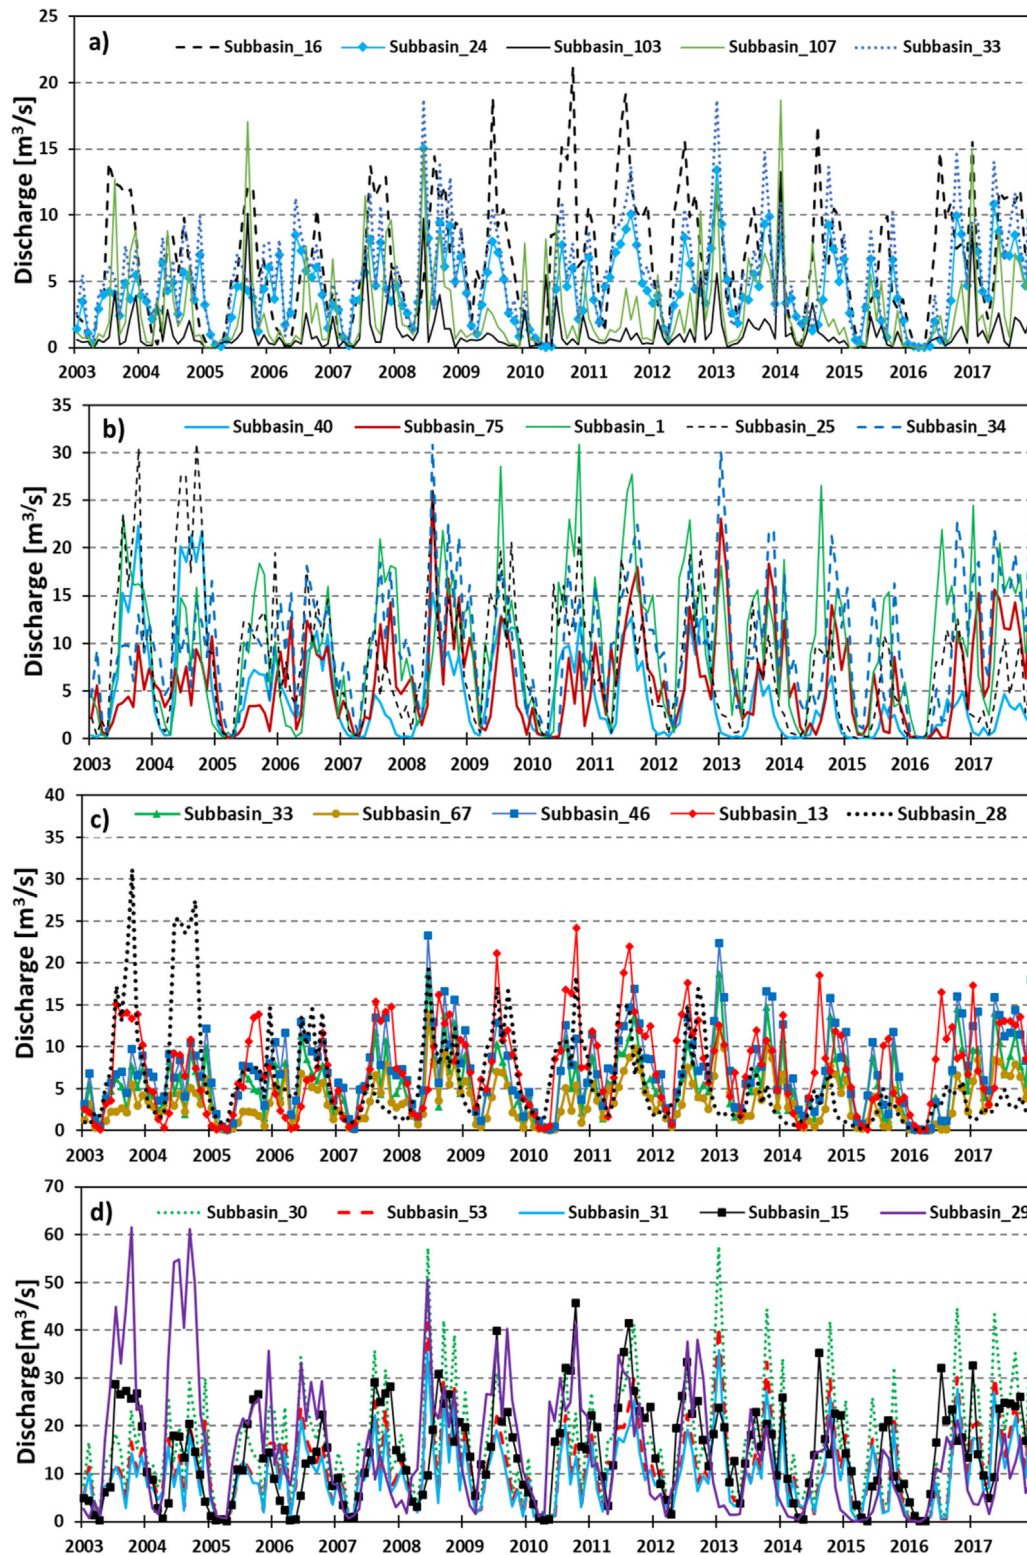 a)
Subbasin_16 Subbasin_24 Subbasin_103 Subbasin_107 Subbasin_33
Discharge [m³/s]
25
20
15
10
5
0
2003 2004 2005 2006 2007 2008 2009 2010 2011 2012 2013 2014 2015 2016 2017
b)
Subbasin_40 Subbasin_75 Subbasin_1 Subbasin_25 Subbasin_34
Discharge [m³/s]
35
30
25
20
15
10
5
0
2003 2004 2005 2006 2007 2008 2009 2010 2011 2012 2013 2014 2015 2016 2017
c)
Subbasin_33 Subbasin_67 Subbasin_46 Subbasin_13 Subbasin_28
Discharge [m³/s]
40
35
30
25
20
15
10
5
0
2003 2004 2005 2006 2007 2008 2009 2010 2011 2012 2013 2014 2015 2016 2017
d)
Subbasin_30 Subbasin_53 Subbasin_31 Subbasin_15 Subbasin_29
Discharge[m³/s]
70
60
50
40
30
20
10
0
2003 2004 2005 2006 2007 2008 2009 2010 2011 2012 2013 2014 2015 2016 2017